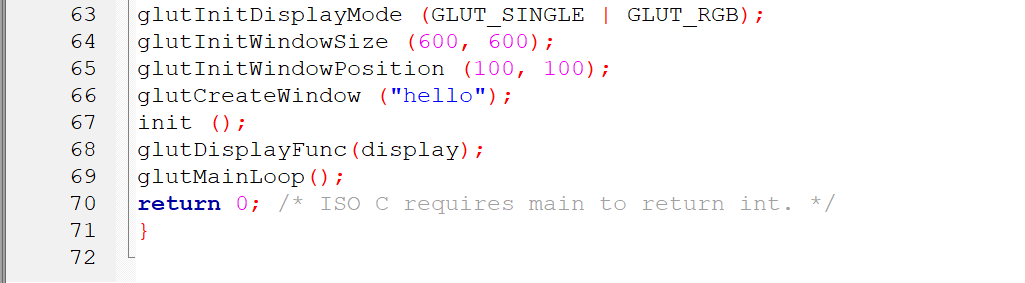 63 glutInitDisplayMode (GLUT_SINGLE | GLUT_RGB);
64 glutInitWindowSize (600, 600);
65 glutInitWindowPosition (100, 100);
66 glutCreateWindow ("hello");
67 init ();
68 glutDisplayFunc(display);
69 glutMainLoop();
70 return 0; /* ISO C requires main to return int. */
71 }
72